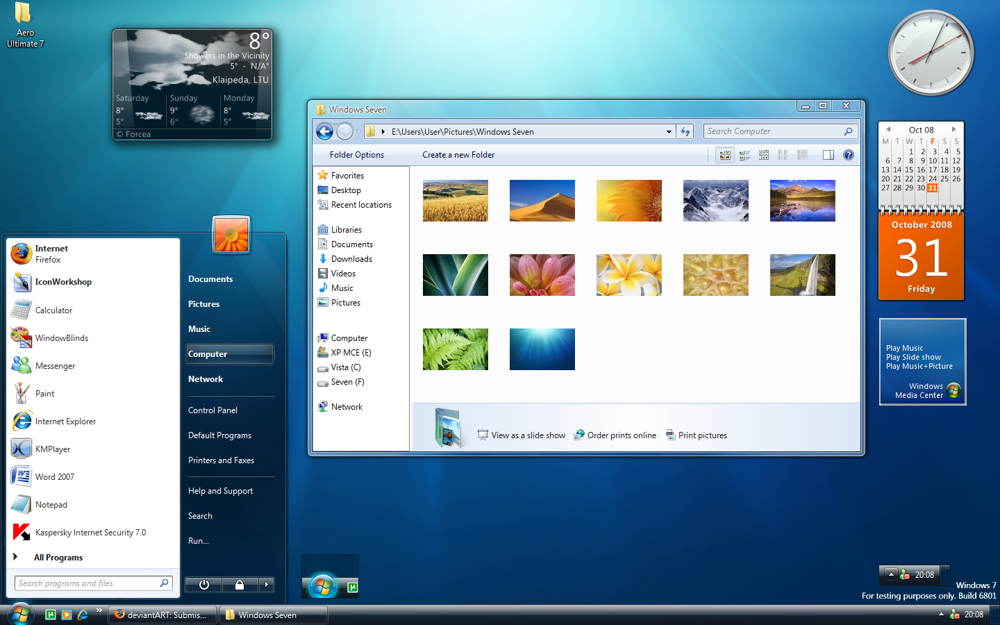 Aero
Ultimate 7
8°
Showers in the Vicinity
5° - N/A°
Klaipeda, LTU
Saturday Sunday Monday
8° 9° 8°
5° 6° 5°
© Forcea
Windows Seven
E:\Users\User\Pictures\Windows Seven
Search Computer
Folder Options Create a new Folder
Favorites
Desktop
Recent locations
Libraries
Documents
Downloads
Videos
Music
Pictures
Computer
XP MCE (E)
Vista (C)
Seven (F)
Network
View as a slide show Order prints online Print pictures
Oct 08
M T W T F S S
1 2 3 4 5
6 7 8 9 10 11 12
13 14 15 16 17 18 19
20 21 22 23 24 25 26
27 28 29 30 31
October 2008
31
Friday
Play Music
Play Slide show
Play Music+Picture
Windows
Media Center
Internet
Firefox
IconWorkshop
Calculator
WindowBlinds
Messenger
Paint
Internet Explorer
KMPlayer
Word 2007
Notepad
Kaspersky Internet Security 7.0
All Programs
Search programs and files
Documents
Pictures
Music
Computer
Network
Control Panel
Default Programs
Printers and Faxes
Help and Support
Search
Run...
20:08
Windows 7
For testing purposes only. Build 6801
deviantART: Submis... Windows Seven 20:08